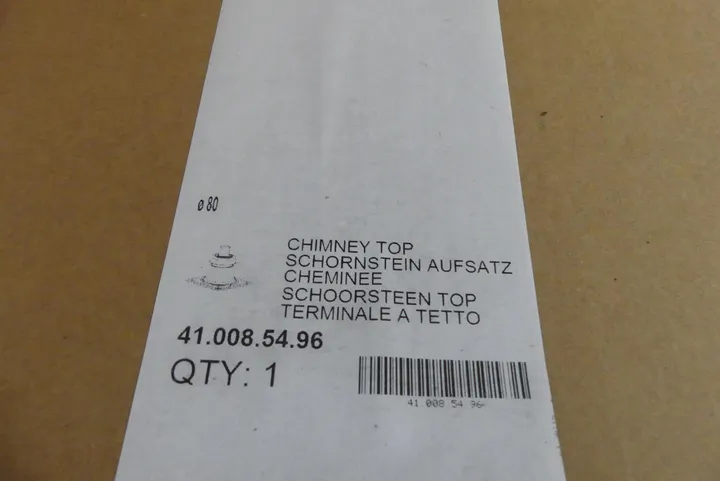 ø 80
CHIMNEY TOP
SCHORNSTEIN AUFSATZ
CHEMINEE
SCHOORSTEEN TOP
TERMINALE A TETTO
41.008.54.96
QTY: 1
41 008 54 96